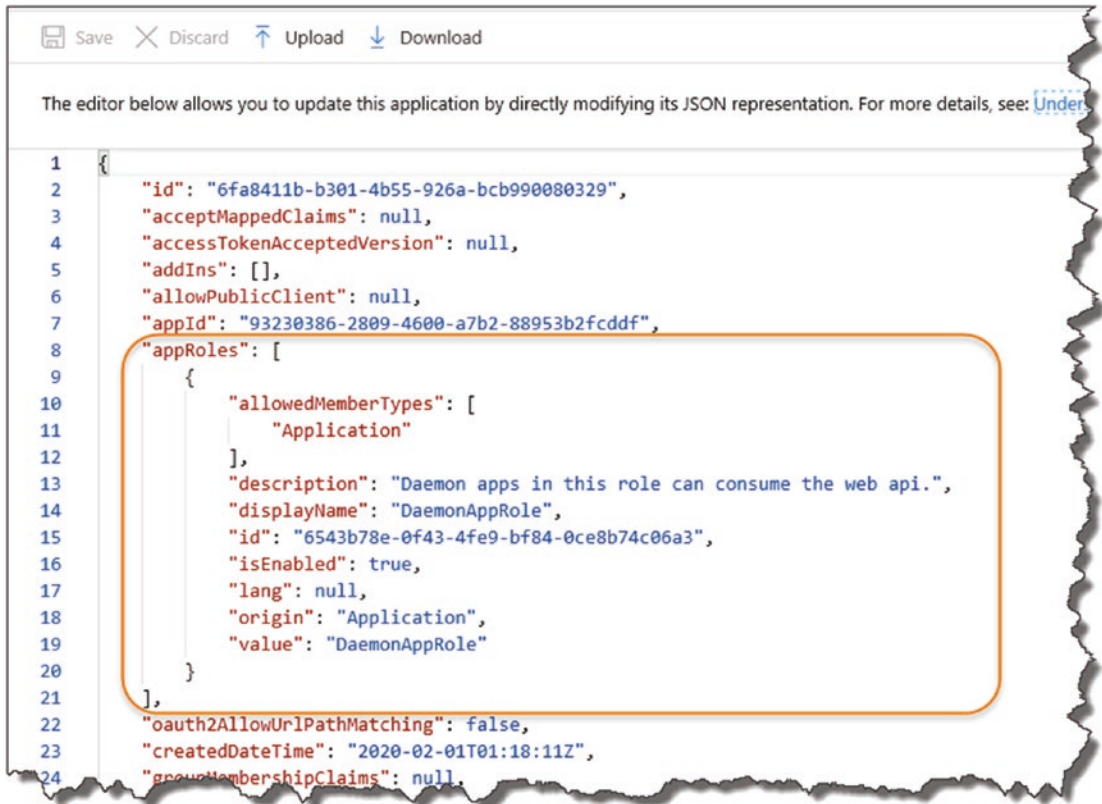 Save Discard Upload Download
The editor below allows you to update this application by directly modifying its JSON representation. For more details, see: Under
1 {
2 "id": "6fa8411b-b301-4b55-926a-bcb990080329",
3 "acceptMappedClaims": null,
4 "accessTokenAcceptedVersion": null,
5 "addIns": [],
6 "allowPublicClient": null,
7 "appId": "93230386-2809-4600-a7b2-88953b2fcddf",
8 "appRoles": [
9 {
10 "allowedMemberTypes": [
11 "Application"
12 ],
13 "description": "Daemon apps in this role can consume the web api.",
14 "displayName": "DaemonAppRole",
15 "id": "6543b78e-0f43-4fe9-bf84-0ce8b74c06a3",
16 "isEnabled": true,
17 "lang": null,
18 "origin": "Application",
19 "value": "DaemonAppRole"
20 }
21 ],
22 "oauth2AllowUrlPathMatching": false,
23 "createdDateTime": "2020-02-01T01:18:11Z",
24 "groupMembershipClaims": null,